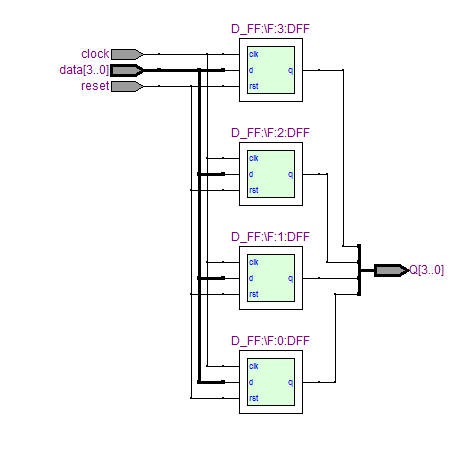 D_FF:\F:3:DFF
clock
clk
data[3..0]
d
q
reset
rst
D_FF:\F:2:DFF
clk
d
q
rst
D_FF:\F:1:DFF
clk
d
q
rst
Q[3..0]
D_FF:\F:0:DFF
clk
d
q
rst